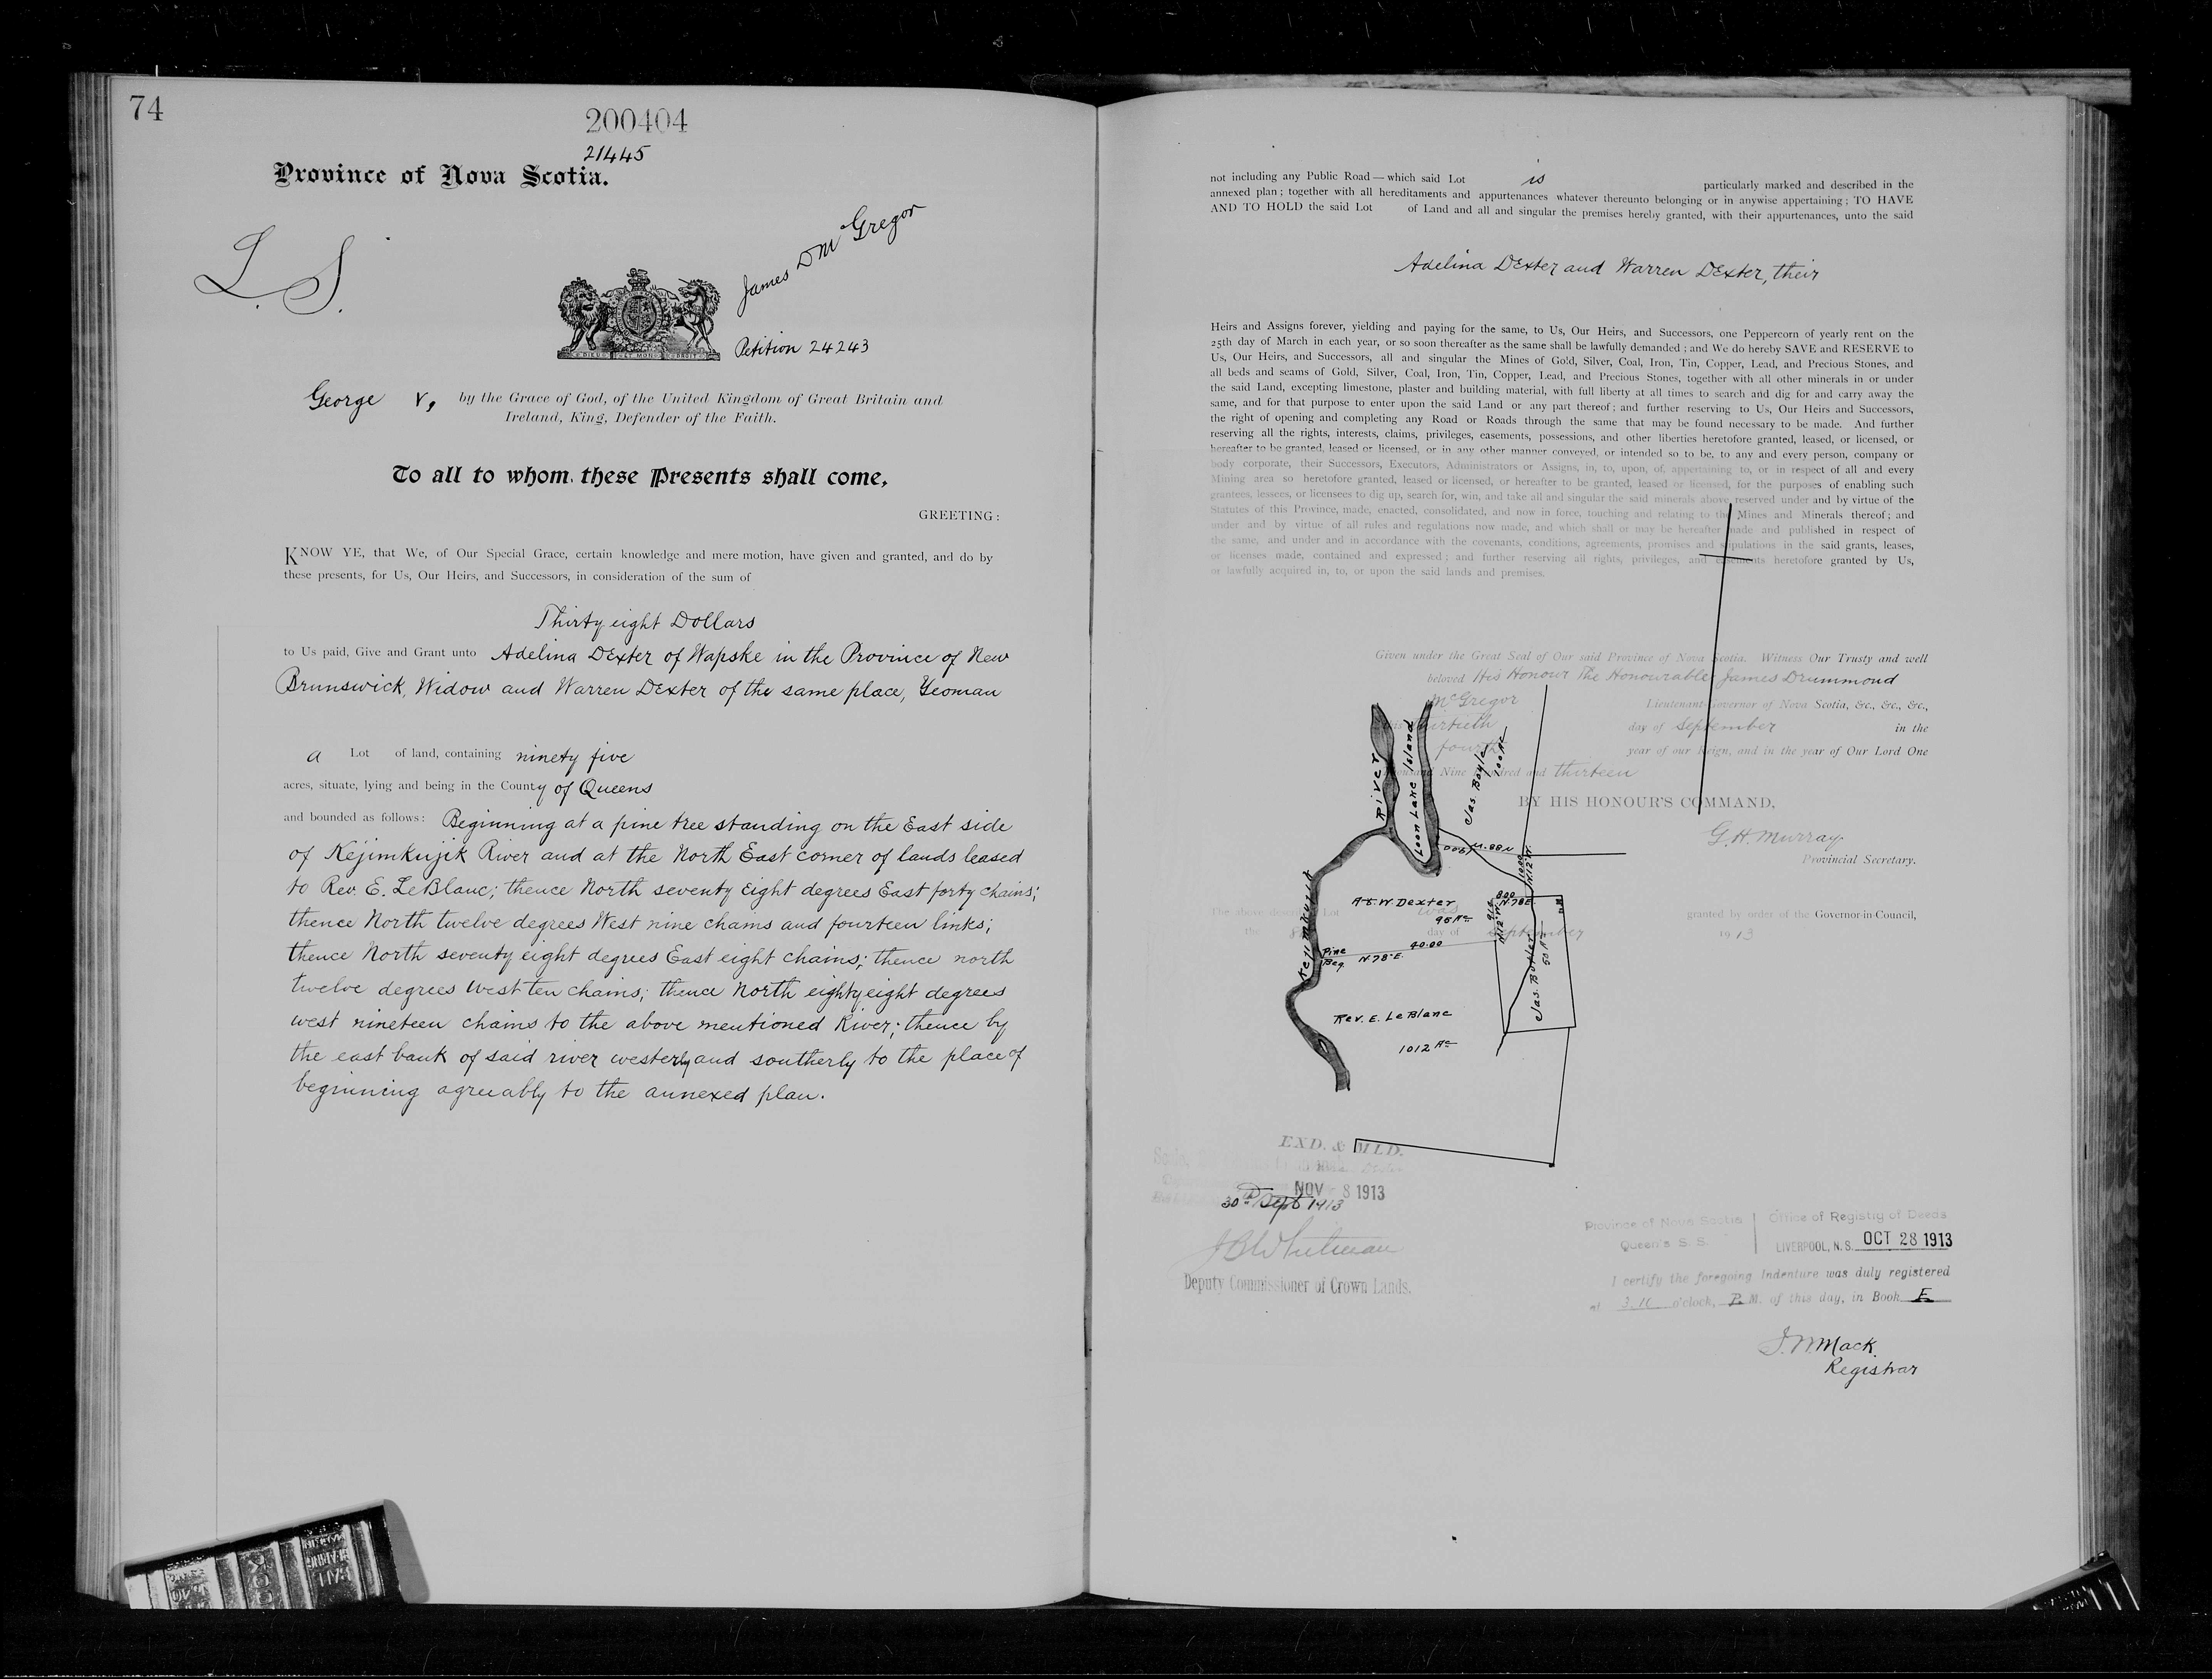 74
200404
21445
Province of Nova Scotia.
L. S.
James D McGregor
DIEU ET MON DROIT
Petition 24243
George V, by the Grace of God, of the United Kingdom of Great Britain and
Ireland, King, Defender of the Faith.
To all to whom these Presents shall come,
GREETING:
KNOW YE, that We, of Our Special Grace, certain knowledge and mere motion, have given and granted, and do by
these presents, for Us, Our Heirs, and Successors, in consideration of the sum of
Thirty eight Dollars
to Us paid, Give and Grant unto Adelina Dexter of Wapske in the Province of New
Brunswick, Widow and Warren Dexter of the same place, Yeoman
a Lot of land, containing ninety five
acres, situate, lying and being in the County of Queens
and bounded as follows: Beginning at a pine tree standing on the East side
of Kejimkujik River and at the North East corner of lands leased
to Rev. E. LeBlanc; thence North seventy eight degrees East forty chains;
thence North twelve degrees West nine chains and fourteen links;
thence North seventy eight degrees East eight chains; thence north
twelve degrees west ten chains; thence North eighty eight degrees
west nineteen chains to the above mentioned River; thence by
the east bank of said river westerly and southerly to the place of
beginning agreeably to the annexed plan.
not including any Public Road — which said Lot is particularly marked and described in the
annexed plan; together with all hereditaments and appurtenances whatever thereunto belonging or in anywise appertaining; TO HAVE
AND TO HOLD the said Lot of Land and all and singular the premises hereby granted, with their appurtenances, unto the said
Adelina Dexter and Warren Dexter, their
Heirs and Assigns forever, yielding and paying for the same, to Us, Our Heirs, and Successors, one Peppercorn of yearly rent on the
25th day of March in each year, or so soon thereafter as the same shall be lawfully demanded; and We do hereby SAVE and RESERVE to
Us, Our Heirs, and Successors, all and singular the Mines of Gold, Silver, Coal, Iron, Tin, Copper, Lead, and Precious Stones, and
all beds and seams of Gold, Silver, Coal, Iron, Tin, Copper, Lead, and Precious Stones, together with all other minerals in or under
the said Land, excepting limestone, plaster and building material, with full liberty at all times to search and dig for and carry away the
same, and for that purpose to enter upon the said Land or any part thereof; and further reserving to Us, Our Heirs and Successors,
the right of opening and completing any Road or Roads through the same that may be found necessary to be made. And further
reserving all the rights, interests, claims, privileges, easements, possessions, and other liberties heretofore granted, leased, or licensed, or
hereafter to be granted, leased or licensed, or in any other manner conveyed, or intended so to be, to any and every person, company or
body corporate, their Successors, Executors, Administrators or Assigns, in, to, upon, of, appertaining to, or in respect of all and every
Mining area so heretofore granted, leased or licensed, or hereafter to be granted, leased or licensed, for the purposes of enabling such
grantees, lessees, or licensees to dig up, search for, win, and take all and singular the said minerals above reserved under and by virtue of the
Statutes of this Province, made, enacted, consolidated, and now in force, touching and relating to the Mines and Minerals thereof; and
under and by virtue of all rules and regulations now made, and which shall or may be hereafter made and published in respect of
the same, and under and in accordance with the covenants, conditions, agreements, promises and stipulations in the said grants, leases,
or licenses made, contained and expressed; and further reserving all rights, privileges, and easements heretofore granted by Us,
or lawfully acquired in, to, or upon the said lands and premises.
Given under the Great Seal of Our said Province of Nova Scotia. Witness Our Trusty and well
beloved His Honour The Honourable James Drummond
McGregor Lieutenant-Governor of Nova Scotia, &c., &c., &c.,
this thirtieth day of September in the
fourth year of our Reign, and in the year of Our Lord One
Thousand Nine Hundred and thirteen
BY HIS HONOUR'S COMMAND,
G. H. Murray
Provincial Secretary.
River
Loon Lake Island
Jas. Boyle
100 Ac
N. 88 W
10.00
N 12° W.
8.00
N. 78 E.
A & W. Dexter
95 Ac
N 12° W
40.00
N. 78° E.
Pine
Beg.
Jas. Butler
50 Ac
Rev. E. LeBlanc
1012 Ac
The above described Lot was granted by order of the Governor-in-Council,
the day of September 1913
EXD. & MLD.
NOV 8 1913
30th Sept 1913
J B Whitman
Deputy Commissioner of Crown Lands.
Province of Nova Scotia
Queen's S. S.
Office of Registry of Deeds
LIVERPOOL, N. S. OCT 28 1913
I certify the foregoing Indenture was duly registered
at o'clock, P. M. of this day, in Book E
Mack
Registrar